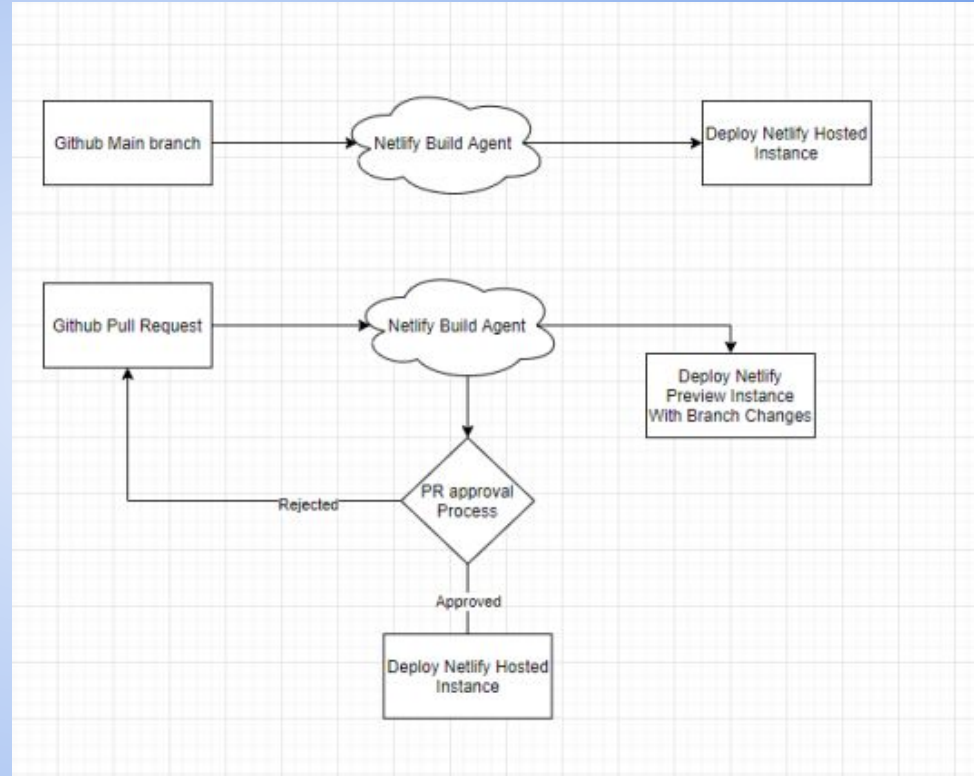 Github Main branch
Netlify Build Agent
Deploy Netlify Hosted
Instance
Github Pull Request
Netlify Build Agent
Deploy Netlify
Preview Instance
With Branch Changes
PR approval
Process
Rejected
Approved
Deploy Netlify Hosted
Instance